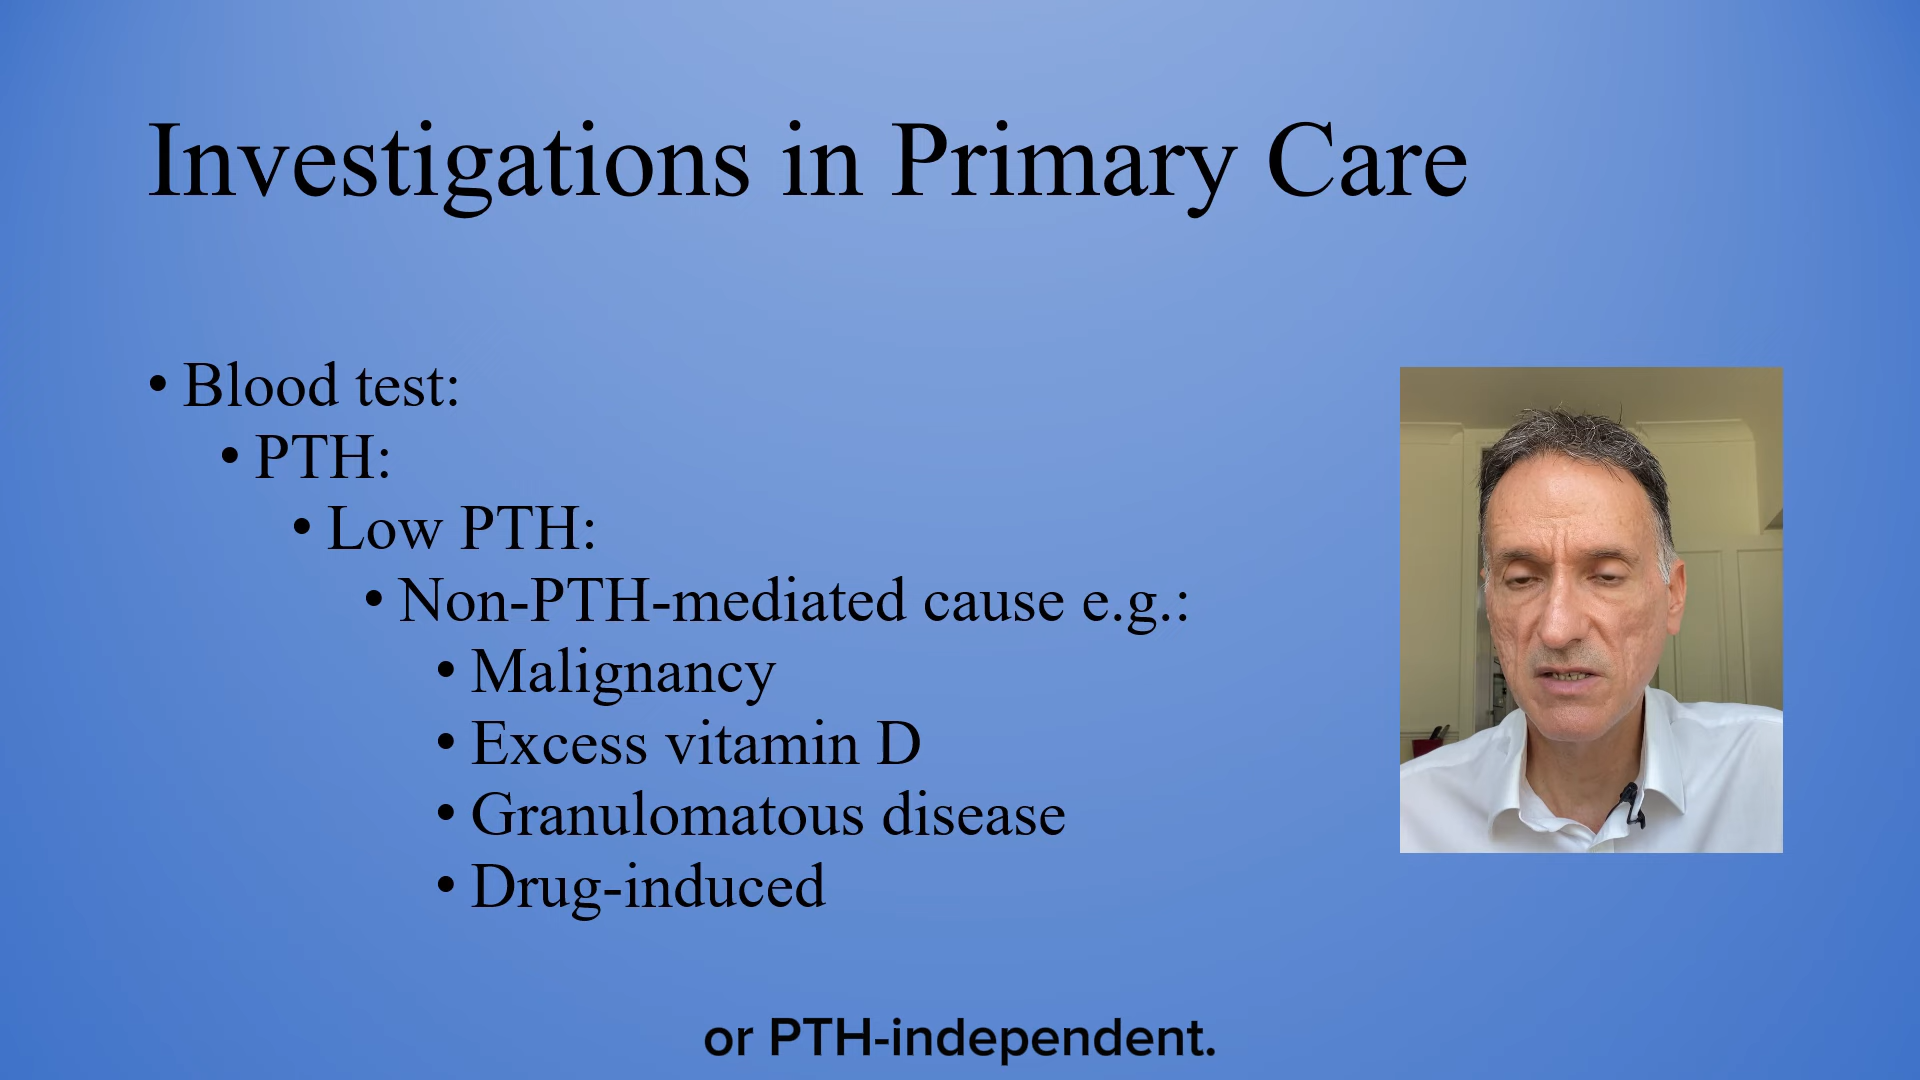 Investigations in Primary Care
• Blood test:
• PTH:
• Low PTH:
• Non-PTH-mediated cause e.g.:
• Malignancy
• Excess vitamin D
• Granulomatous disease
• Drug-induced
or PTH-independent.